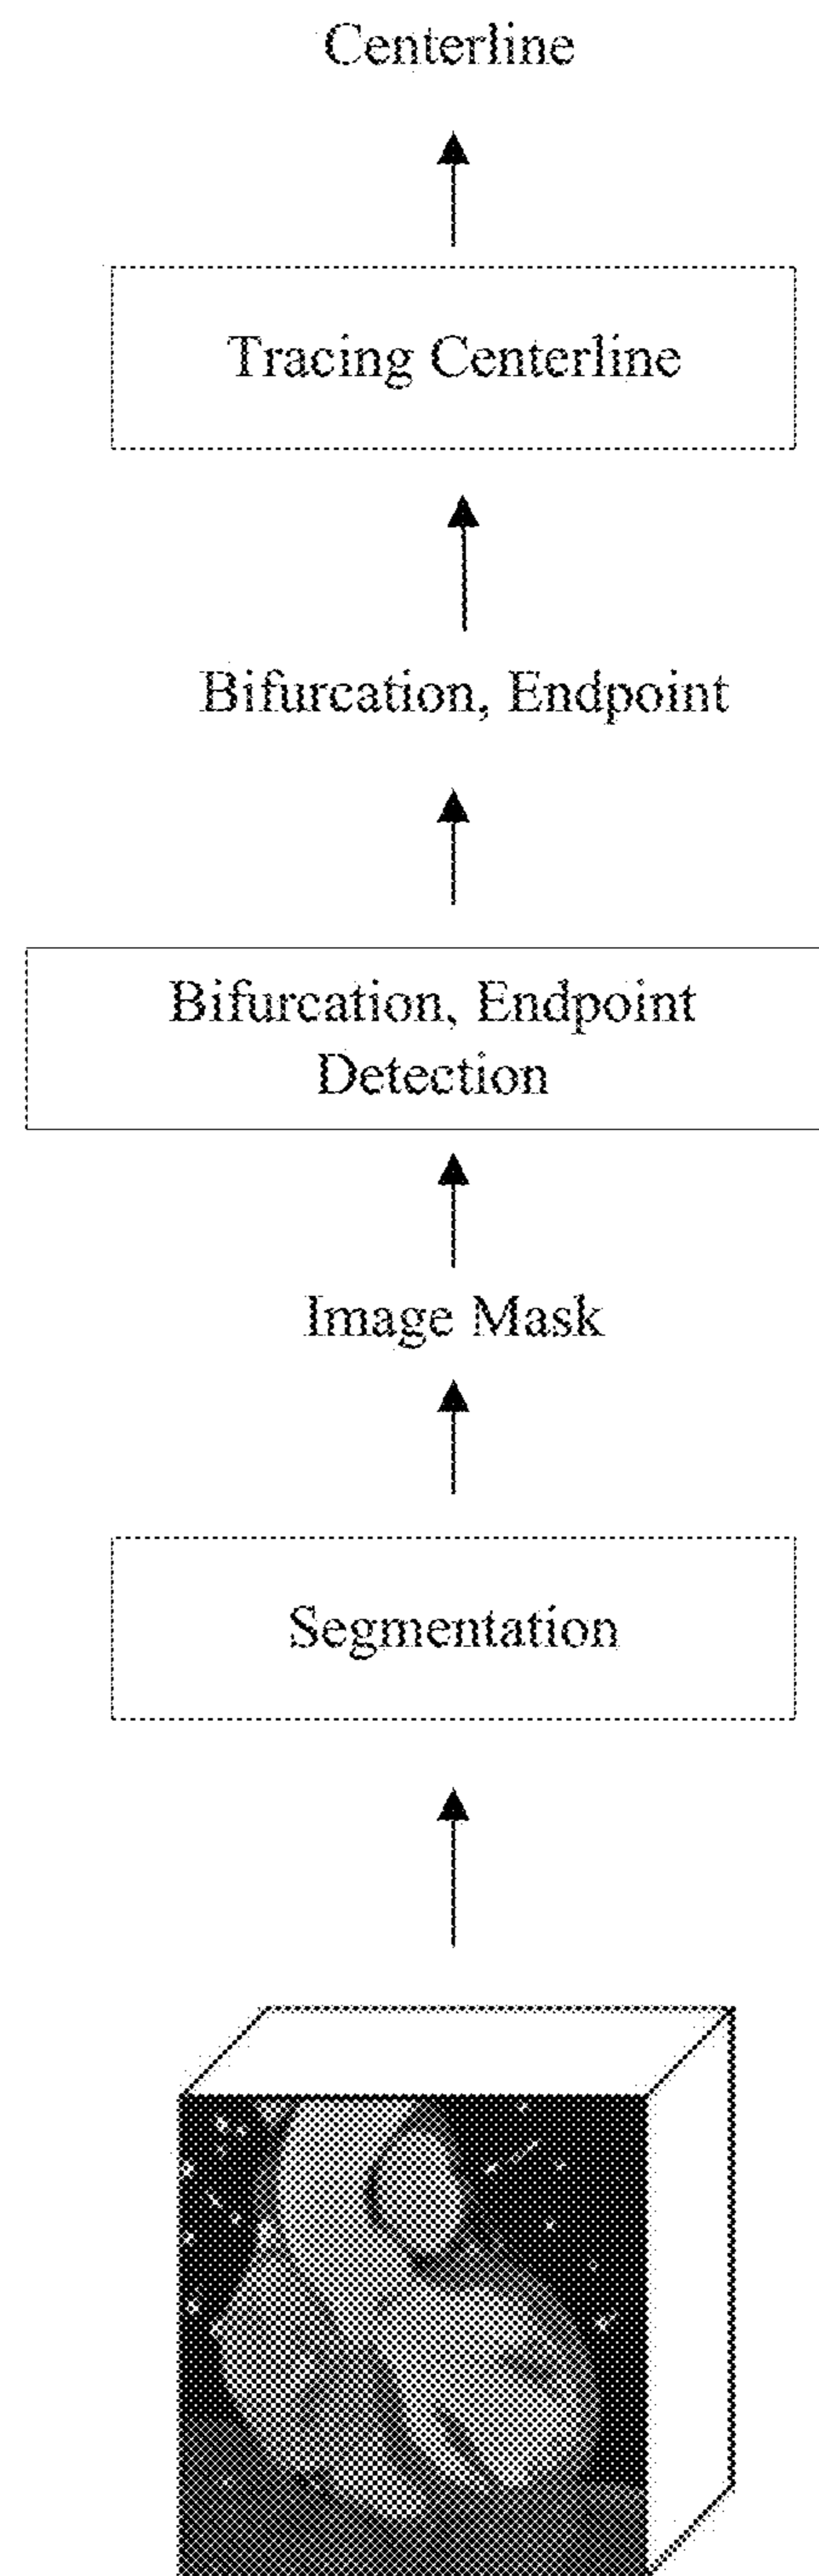 Centerline
Tracing Centerline
Bifurcation, Endpoint
Bifurcation, Endpoint
Detection
Image Mask
Segmentation